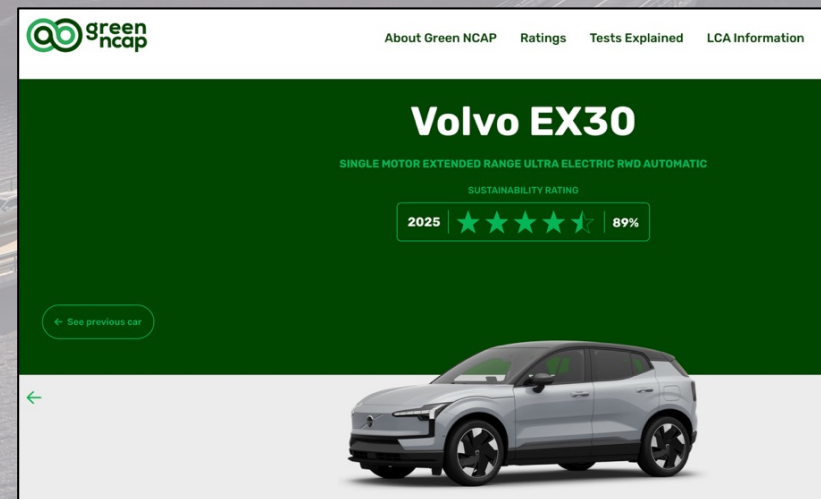 green
ncap
About Green NCAP Ratings Tests Explained LCA Information
Volvo EX30
SINGLE MOTOR EXTENDED RANGE ULTRA ELECTRIC RWD AUTOMATIC
SUSTAINABILITY RATING
2025 89%
← See previous car
←